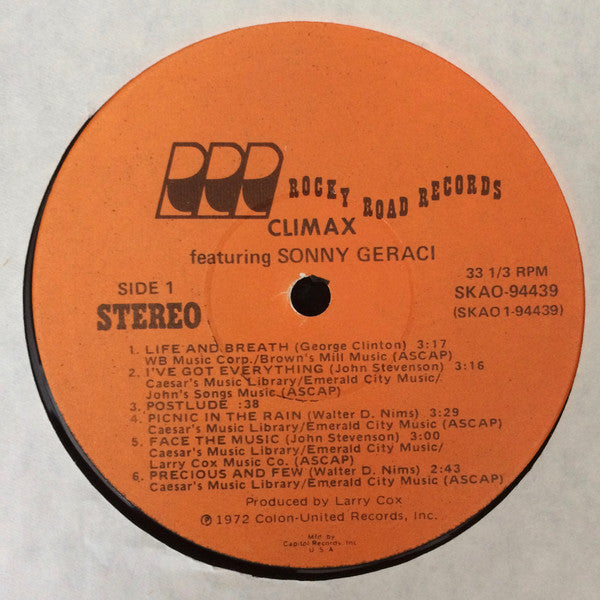 RRR ROCKY ROAD RECORDS
CLIMAX
featuring SONNY GERACI
SIDE 1
STEREO
33 1/3 RPM
SKAO-94439
(SKAO 1-94439)
1. LIFE AND BREATH (George Clinton) 3:17
WB Music Corp./Brown's Mill Music (ASCAP)
2. I'VE GOT EVERYTHING (John Stevenson) 3:16
Caesar's Music Library/Emerald City Music/
John's Songs Music (ASCAP)
3. POSTLUDE :38
4. PICNIC IN THE RAIN (Walter D. Nims) 3:29
Caesar's Music Library/Emerald City Music (ASCAP)
5. FACE THE MUSIC (John Stevenson) 3:00
Caesar's Music Library/Emerald City Music/
Larry Cox Music Co. (ASCAP)
6. PRECIOUS AND FEW (Walter D. Nims) 2:43
Caesar's Music Library/Emerald City Music (ASCAP)
Produced by Larry Cox
℗ 1972 Colon-United Records, Inc.
Mfd. by
Capitol Records, Inc.
U.S.A.